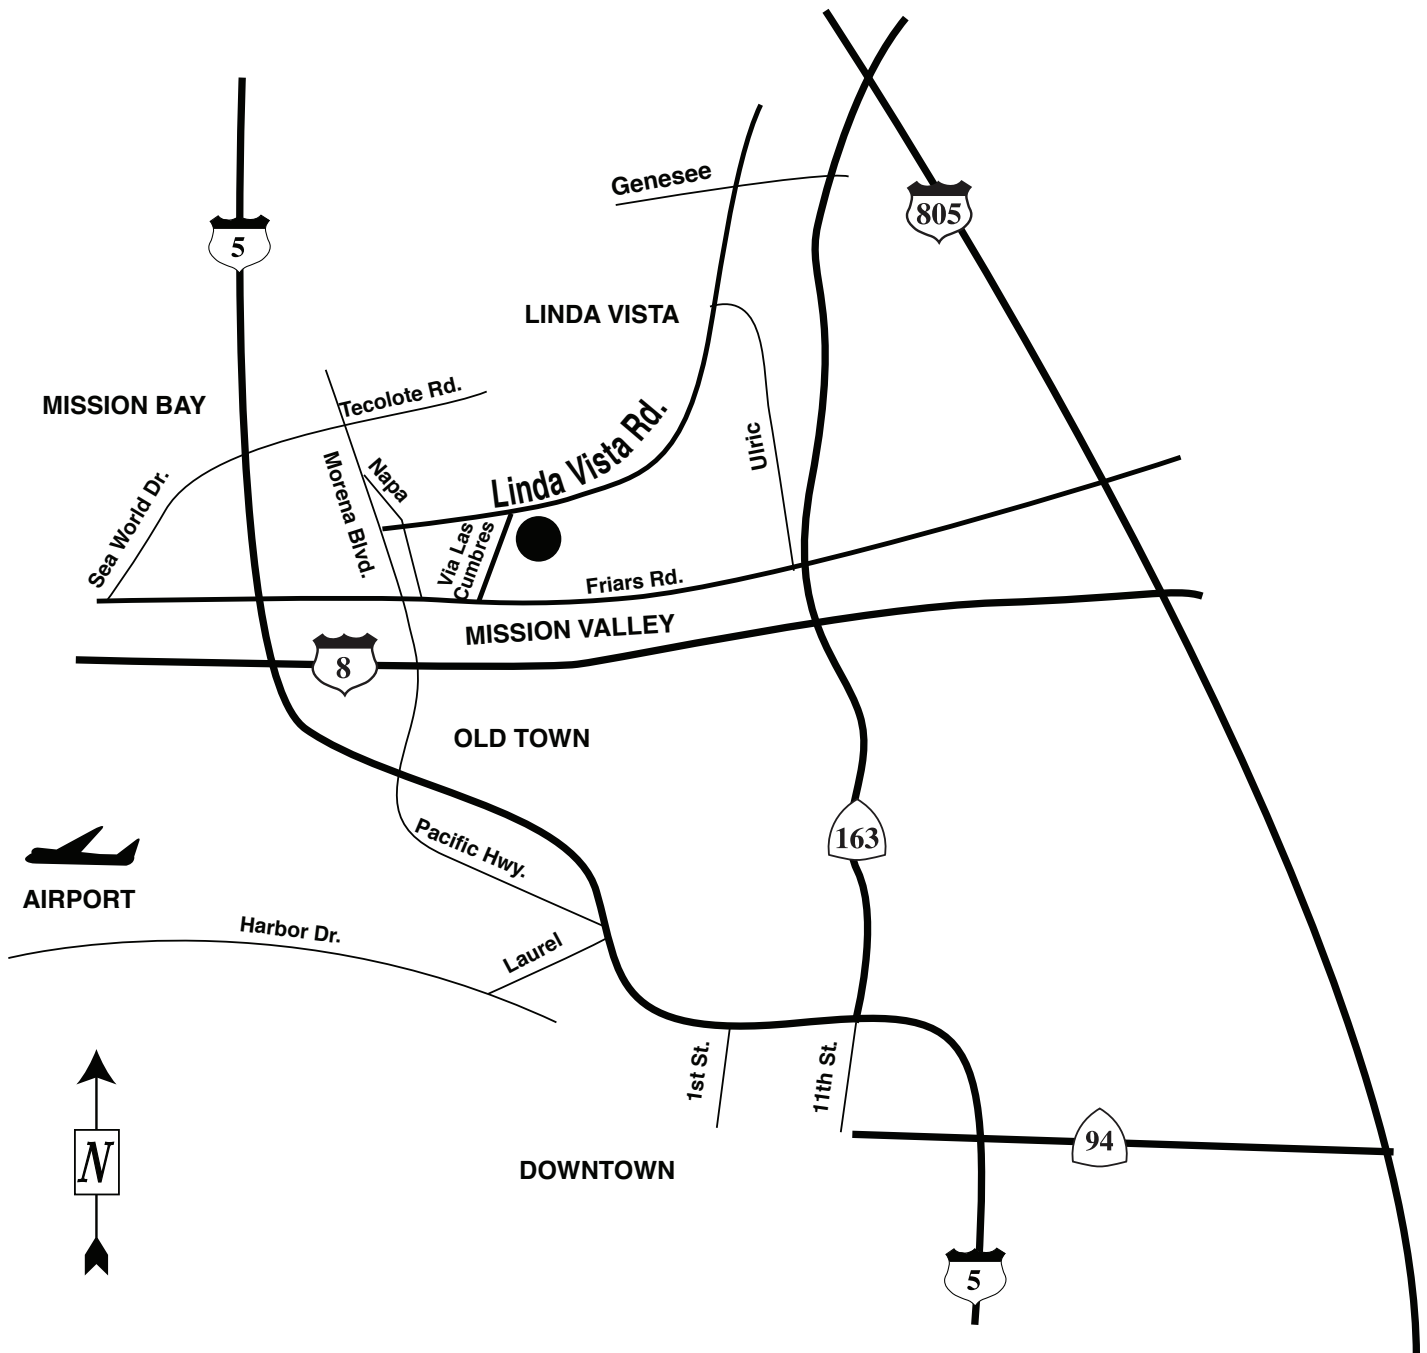 Genesee
805
5
LINDA VISTA
Tecolote Rd.
MISSION BAY
Linda Vista Rd.
Ulric
Napa
Morena Blvd.
Sea World Dr.
Via Las
Cumbres
Friars Rd.
MISSION VALLEY
8
OLD TOWN
163
Pacific Hwy.
AIRPORT
Harbor Dr.
Laurel
1st St.
11th St.
94
N
DOWNTOWN
5